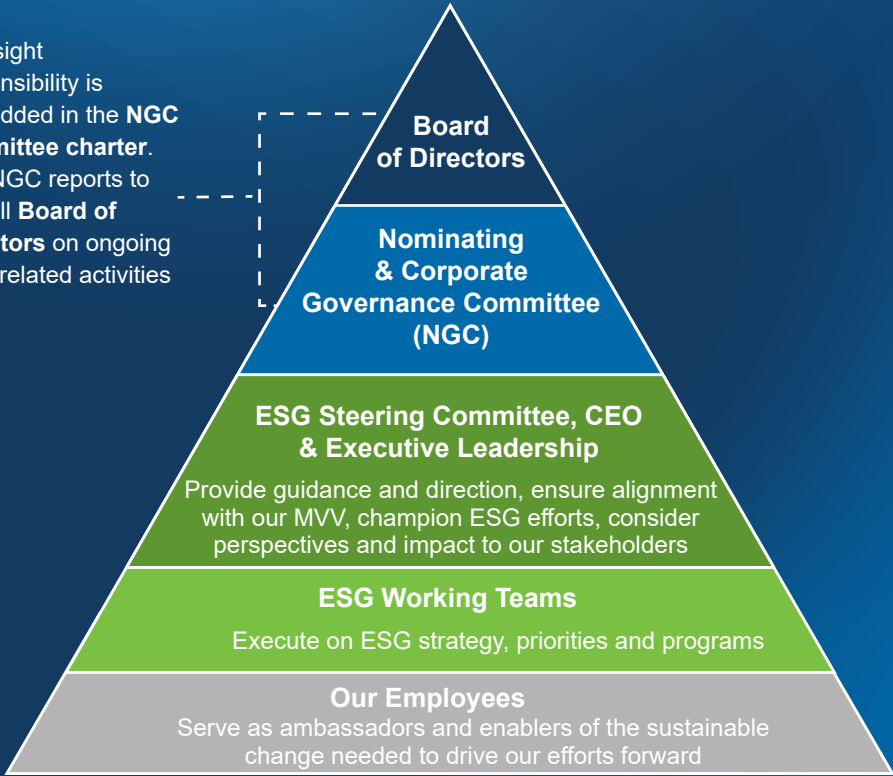 sight
nsibility is
dded in the NGC
mittee charter.
NGC reports to
ll Board of
tors on ongoing
related activities
Board
of Directors
Nominating
& Corporate
Governance Committee
(NGC)
ESG Steering Committee, CEO
& Executive Leadership
Provide guidance and direction, ensure alignment
with our MVV, champion ESG efforts, consider
perspectives and impact to our stakeholders
ESG Working Teams
Execute on ESG strategy, priorities and programs
Our Employees
Serve as ambassadors and enablers of the sustainable
change needed to drive our efforts forward